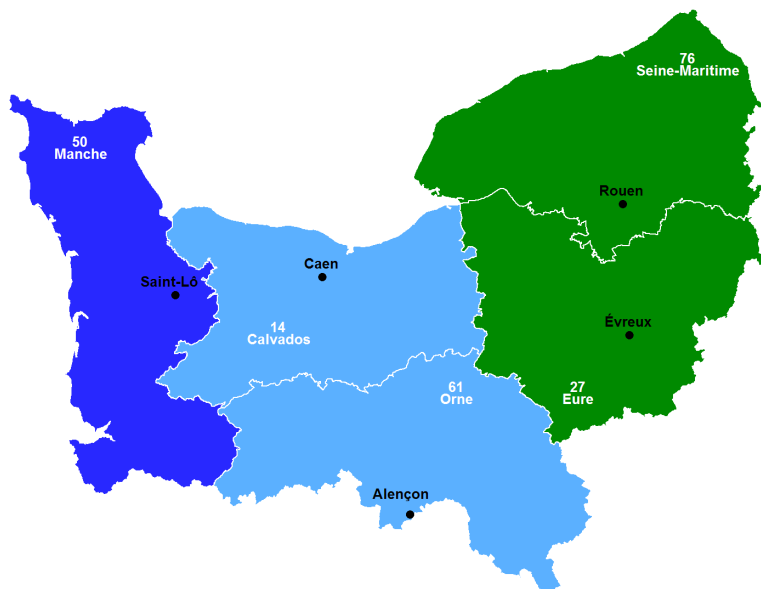 76
Seine-Maritime
50
Manche
Rouen
Caen
Saint-Lô
14
Calvados
Évreux
61
Orne
27
Eure
Alençon